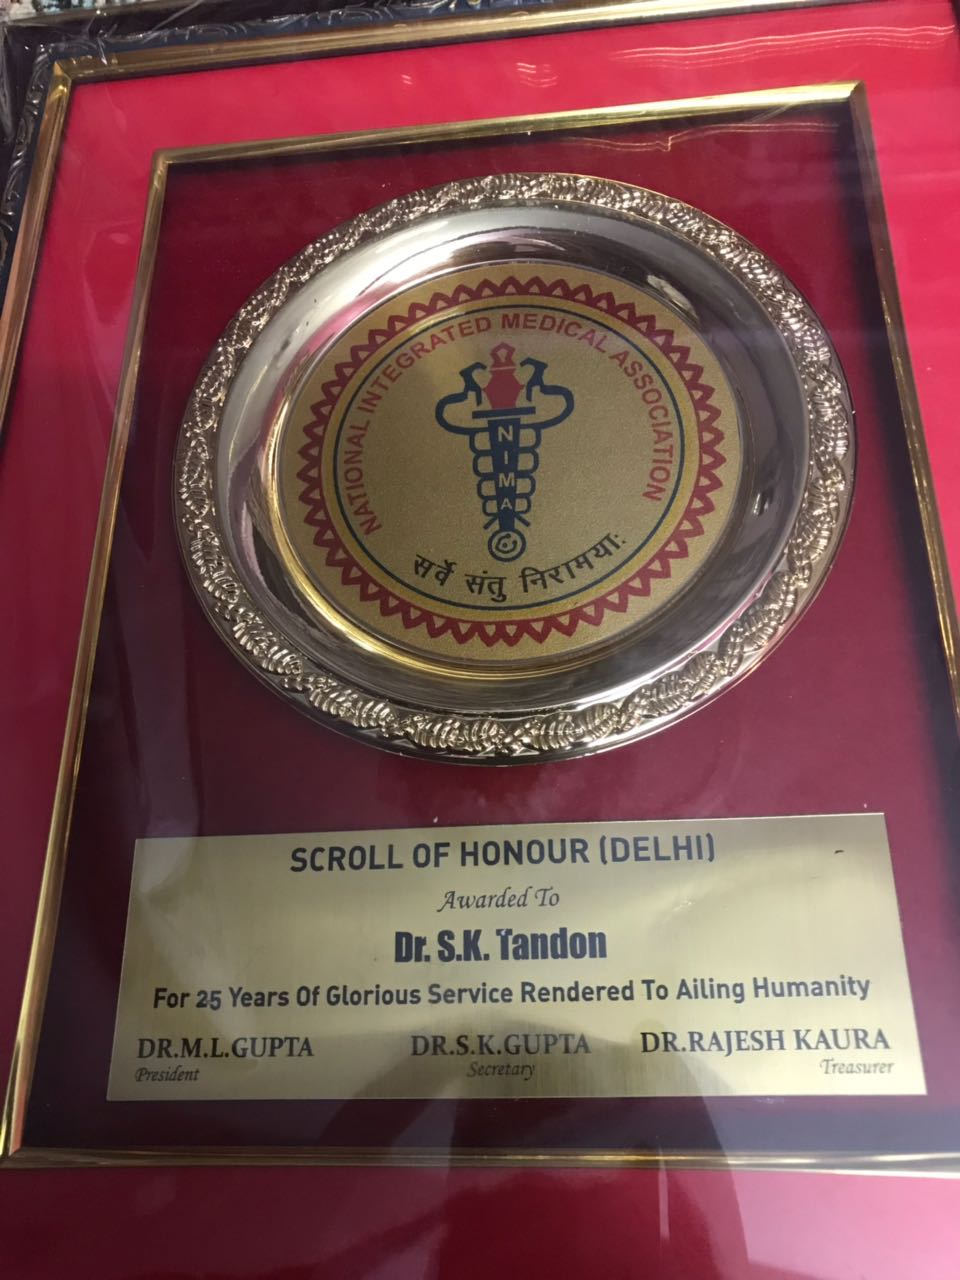 NATIONAL INTEGRATED MEDICAL ASSOCIATION
NIMA
सर्वे संतु निरामयाः
SCROLL OF HONOUR (DELHI)
Awarded To
Dr. S.K. Tandon
For 25 Years Of Glorious Service Rendered To Ailing Humanity
DR.M.L.GUPTA DR.S.K.GUPTA DR.RAJESH KAURA
President Secretary Treasurer